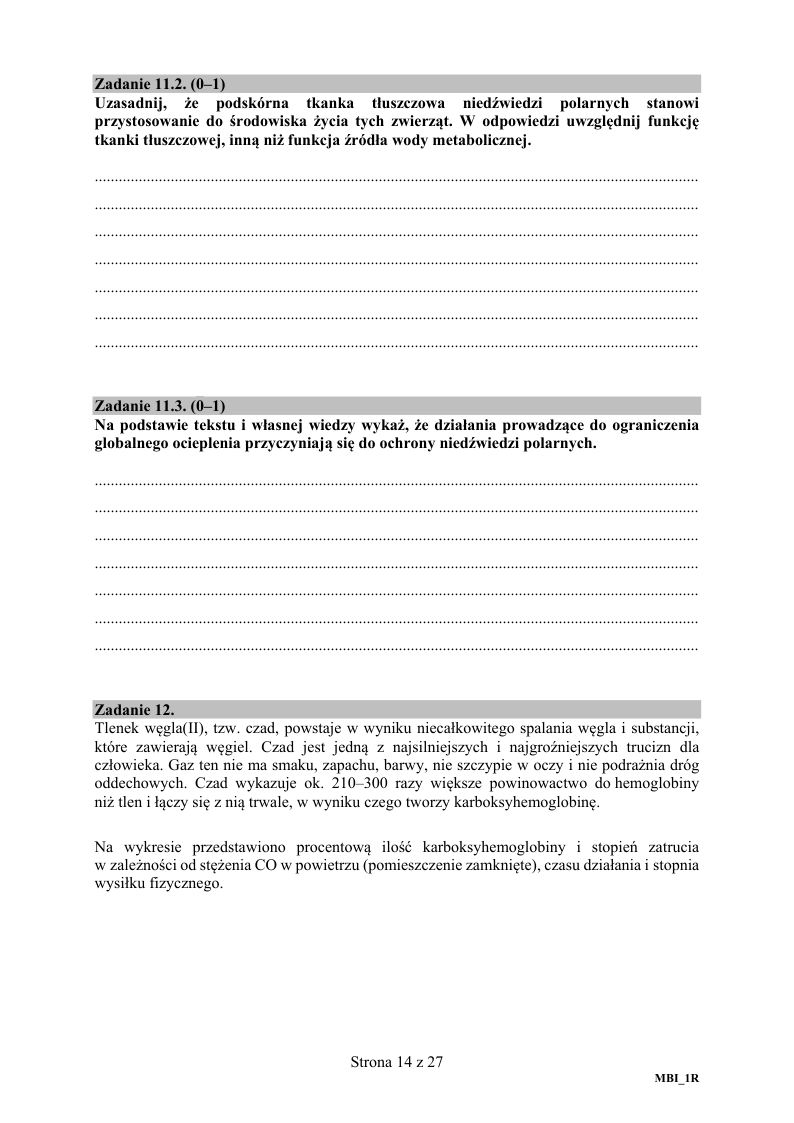 Zadanie 11.2. (0–1)
Uzasadnij, że podskórna tkanka tłuszczowa niedźwiedzi polarnych stanowi
przystosowanie do środowiska życia tych zwierząt. W odpowiedzi uwzględnij funkcję
tkanki tłuszczowej, inną niż funkcja źródła wody metabolicznej.
Zadanie 11.3. (0–1)
Na podstawie tekstu i własnej wiedzy wykaż, że działania prowadzące do ograniczenia
globalnego ocieplenia przyczyniają się do ochrony niedźwiedzi polarnych.
Zadanie 12.
Tlenek węgla(II), tzw. czad, powstaje w wyniku niecałkowitego spalania węgla i substancji,
które zawierają węgiel. Czad jest jedną z najsilniejszych i najgroźniejszych trucizn dla
człowieka. Gaz ten nie ma smaku, zapachu, barwy, nie szczypie w oczy i nie podrażnia dróg
oddechowych. Czad wykazuje ok. 210–300 razy większe powinowactwo do hemoglobiny
niż tlen i łączy się z nią trwale, w wyniku czego tworzy karboksyhemoglobinę.
Na wykresie przedstawiono procentową ilość karboksyhemoglobiny i stopień zatrucia
w zależności od stężenia CO w powietrzu (pomieszczenie zamknięte), czasu działania i stopnia
wysiłku fizycznego.
Strona 14 z 27
MBI_1R